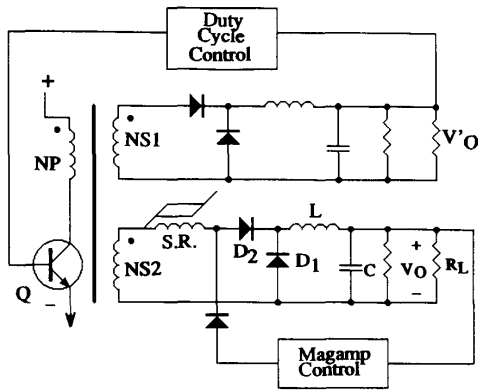 Duty
Cycle
Control
+
NP
NS1
V'O
S.R.
NS2
D2
D1
L
C
+
VO
–
RL
Q
–
Magamp
Control